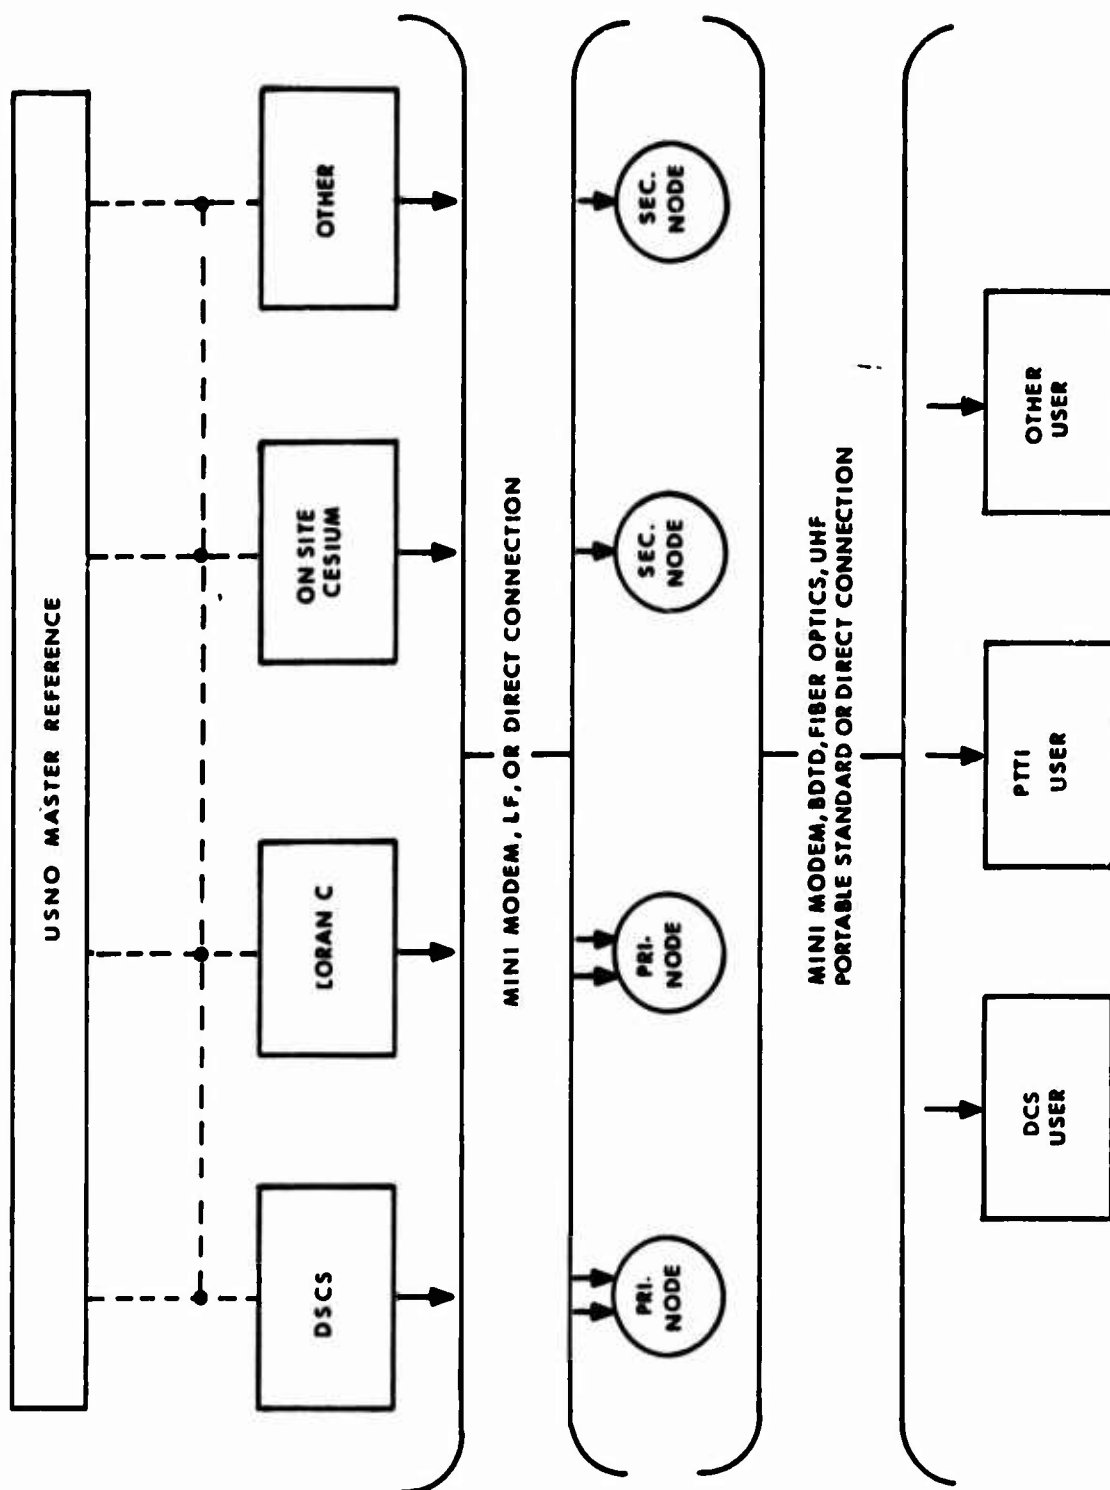 USNO MASTER REFERENCE
DSCS
LORAN C
ON SITE
CESIUM
OTHER
MINI MODEM, LF, OR DIRECT CONNECTION
PRI.
NODE
PRI.
NODE
SEC.
NODE
SEC.
NODE
MINI MODEM, BDTD, FIBER OPTICS, UHF
PORTABLE STANDARD OR DIRECT CONNECTION
DCS
USER
PTTI
USER
OTHER
USER